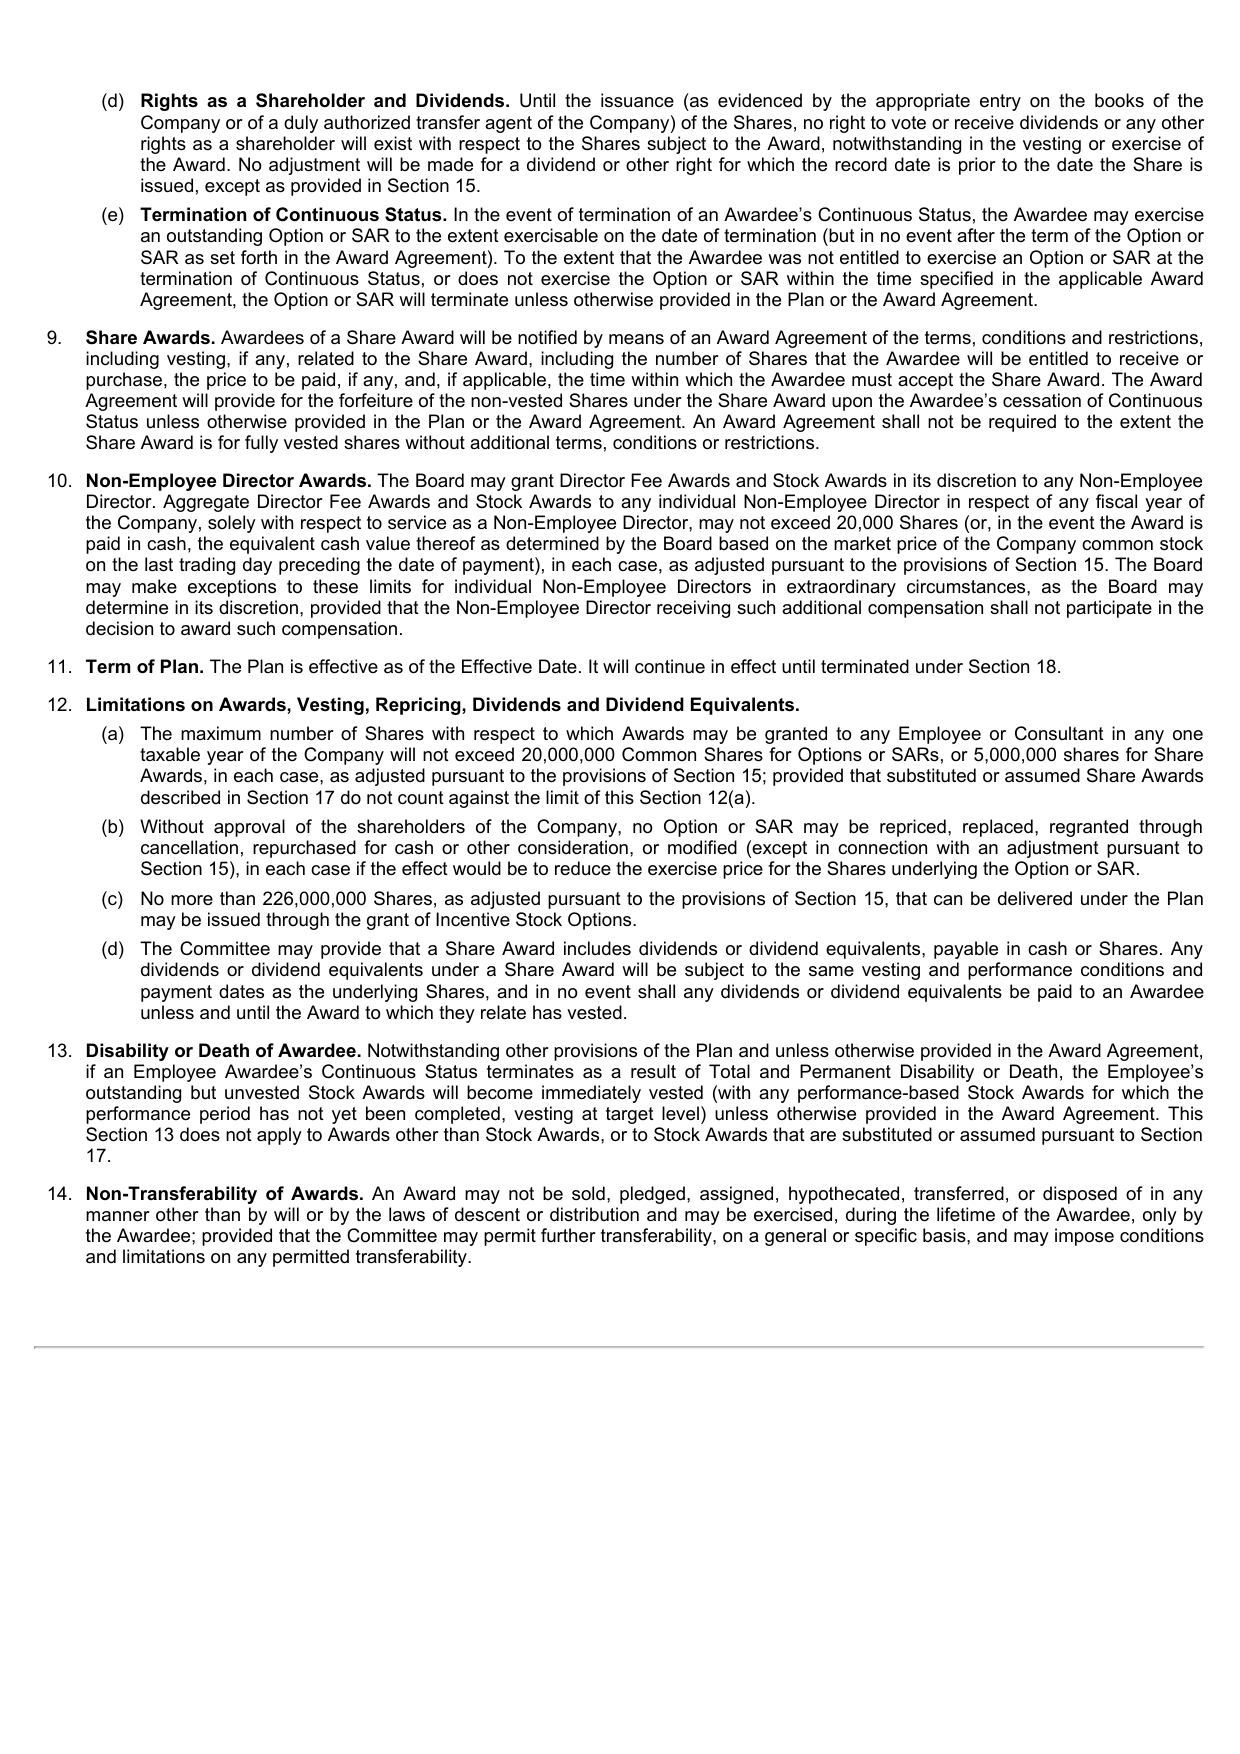 (d) Rights as a Shareholder and Dividends. Until the issuance (as evidenced by the appropriate entry on the books of the
Company or of a duly authorized transfer agent of the Company) of the Shares, no right to vote or receive dividends or any other
rights as a shareholder will exist with respect to the Shares subject to the Award, notwithstanding in the vesting or exercise of
the Award. No adjustment will be made for a dividend or other right for which the record date is prior to the date the Share is
issued, except as provided in Section 15.
(e) Termination of Continuous Status. In the event of termination of an Awardee’s Continuous Status, the Awardee may exercise
an outstanding Option or SAR to the extent exercisable on the date of termination (but in no event after the term of the Option or
SAR as set forth in the Award Agreement). To the extent that the Awardee was not entitled to exercise an Option or SAR at the
termination of Continuous Status, or does not exercise the Option or SAR within the time specified in the applicable Award
Agreement, the Option or SAR will terminate unless otherwise provided in the Plan or the Award Agreement.
9. Share Awards. Awardees of a Share Award will be notified by means of an Award Agreement of the terms, conditions and restrictions,
including vesting, if any, related to the Share Award, including the number of Shares that the Awardee will be entitled to receive or
purchase, the price to be paid, if any, and, if applicable, the time within which the Awardee must accept the Share Award. The Award
Agreement will provide for the forfeiture of the non-vested Shares under the Share Award upon the Awardee’s cessation of Continuous
Status unless otherwise provided in the Plan or the Award Agreement. An Award Agreement shall not be required to the extent the
Share Award is for fully vested shares without additional terms, conditions or restrictions.
10. Non-Employee Director Awards. The Board may grant Director Fee Awards and Stock Awards in its discretion to any Non-Employee
Director. Aggregate Director Fee Awards and Stock Awards to any individual Non-Employee Director in respect of any fiscal year of
the Company, solely with respect to service as a Non-Employee Director, may not exceed 20,000 Shares (or, in the event the Award is
paid in cash, the equivalent cash value thereof as determined by the Board based on the market price of the Company common stock
on the last trading day preceding the date of payment), in each case, as adjusted pursuant to the provisions of Section 15. The Board
may make exceptions to these limits for individual Non-Employee Directors in extraordinary circumstances, as the Board may
determine in its discretion, provided that the Non-Employee Director receiving such additional compensation shall not participate in the
decision to award such compensation.
11. Term of Plan. The Plan is effective as of the Effective Date. It will continue in effect until terminated under Section 18.
12. Limitations on Awards, Vesting, Repricing, Dividends and Dividend Equivalents.
(a) The maximum number of Shares with respect to which Awards may be granted to any Employee or Consultant in any one
taxable year of the Company will not exceed 20,000,000 Common Shares for Options or SARs, or 5,000,000 shares for Share
Awards, in each case, as adjusted pursuant to the provisions of Section 15; provided that substituted or assumed Share Awards
described in Section 17 do not count against the limit of this Section 12(a).
(b) Without approval of the shareholders of the Company, no Option or SAR may be repriced, replaced, regranted through
cancellation, repurchased for cash or other consideration, or modified (except in connection with an adjustment pursuant to
Section 15), in each case if the effect would be to reduce the exercise price for the Shares underlying the Option or SAR.
(c) No more than 226,000,000 Shares, as adjusted pursuant to the provisions of Section 15, that can be delivered under the Plan
may be issued through the grant of Incentive Stock Options.
(d) The Committee may provide that a Share Award includes dividends or dividend equivalents, payable in cash or Shares. Any
dividends or dividend equivalents under a Share Award will be subject to the same vesting and performance conditions and
payment dates as the underlying Shares, and in no event shall any dividends or dividend equivalents be paid to an Awardee
unless and until the Award to which they relate has vested.
13. Disability or Death of Awardee. Notwithstanding other provisions of the Plan and unless otherwise provided in the Award Agreement,
if an Employee Awardee’s Continuous Status terminates as a result of Total and Permanent Disability or Death, the Employee’s
outstanding but unvested Stock Awards will become immediately vested (with any performance-based Stock Awards for which the
performance period has not yet been completed, vesting at target level) unless otherwise provided in the Award Agreement. This
Section 13 does not apply to Awards other than Stock Awards, or to Stock Awards that are substituted or assumed pursuant to Section
17.
14. Non-Transferability of Awards. An Award may not be sold, pledged, assigned, hypothecated, transferred, or disposed of in any
manner other than by will or by the laws of descent or distribution and may be exercised, during the lifetime of the Awardee, only by
the Awardee; provided that the Committee may permit further transferability, on a general or specific basis, and may impose conditions
and limitations on any permitted transferability.